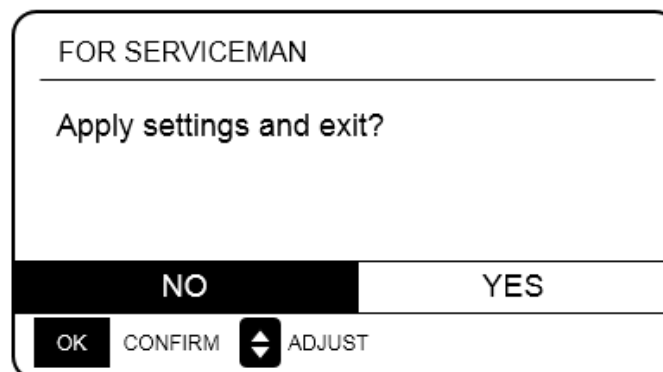 FOR SERVICEMAN
Apply settings and exit?
NO YES
OK CONFIRM ADJUST